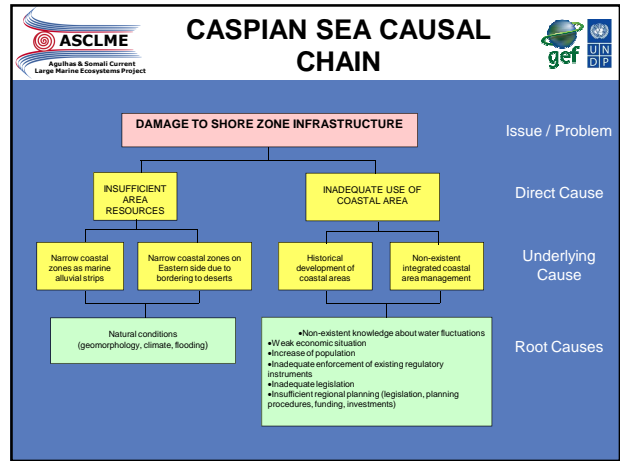 ASCLME
Agulhas & Somali Current
Large Marine Ecosystems Project
CASPIAN SEA CAUSAL
CHAIN
gef
U N
D P
DAMAGE TO SHORE ZONE INFRASTRUCTURE
Issue / Problem
INSUFFICIENT
AREA
RESOURCES
INADEQUATE USE OF
COASTAL AREA
Direct Cause
Narrow coastal
zones as marine
alluvial strips
Narrow coastal zones on
Eastern side due to
bordering to deserts
Historical
development of
coastal areas
Non-existent
integrated coastal
area management
Underlying
Cause
Natural conditions
(geomorphology, climate, flooding)
•Non-existent knowledge about water fluctuations
•Weak economic situation
•Increase of population
•Inadequate enforcement of existing regulatory
instruments
•Inadequate legislation
•Insufficient regional planning (legislation, planning
procedures, funding, investments)
Root Causes